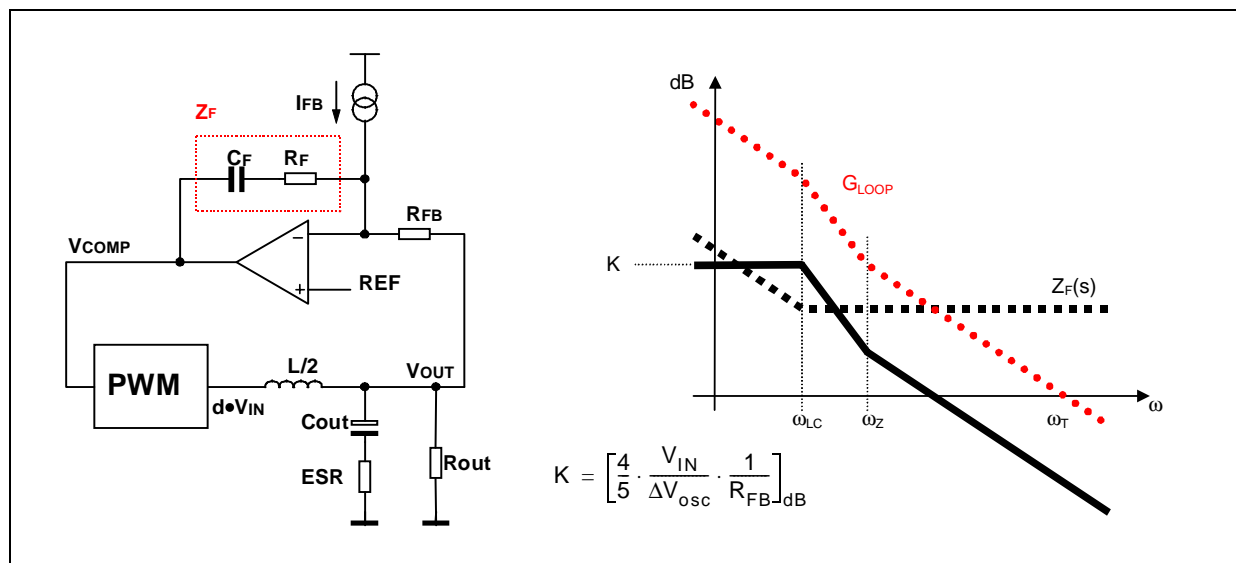 IFB
ZF
CF
RF
RFB
VCOMP
−
+
REF
PWM
L/2
VOUT
d•VIN
Cout
ESR
Rout
dB
GLOOP
K
ZF(s)
ωLC
ωZ
ωT
ω
K = [4/5 · VIN/ΔVosc · 1/RFB]dB